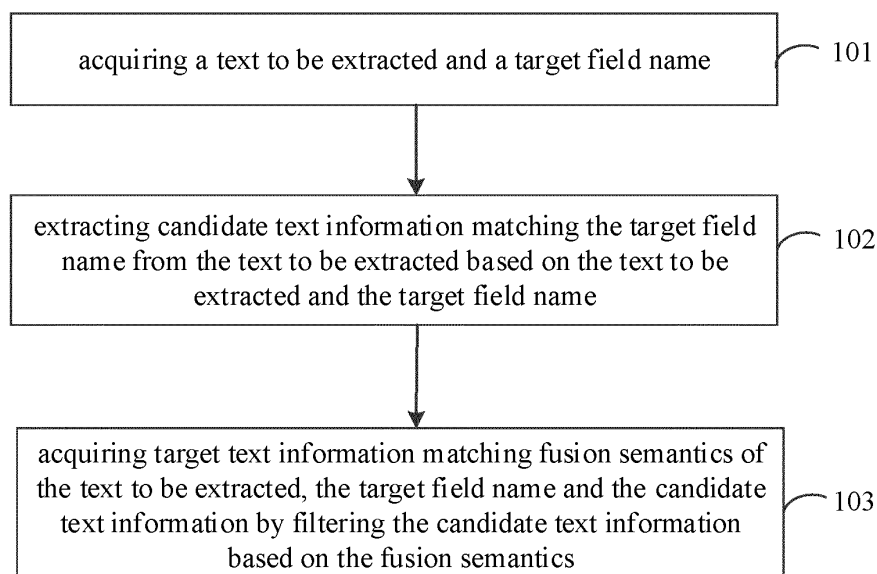 acquiring a text to be extracted and a target field name
101
extracting candidate text information matching the target field
name from the text to be extracted based on the text to be
extracted and the target field name
102
acquiring target text information matching fusion semantics of
the text to be extracted, the target field name and the candidate
text information by filtering the candidate text information
based on the fusion semantics
103